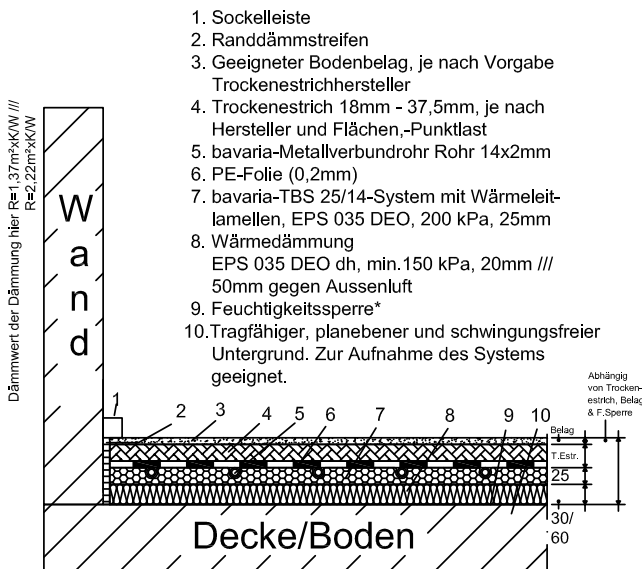 1. Sockelleiste
2. Randdämmstreifen
3. Geeigneter Bodenbelag, je nach Vorgabe
Trockenestrichhersteller
4. Trockenestrich 18mm - 37,5mm, je nach
Hersteller und Flächen,-Punktlast
5. bavaria-Metallverbundrohr Rohr 14x2mm
6. PE-Folie (0,2mm)
7. bavaria-TBS 25/14-System mit Wärmeleit-
lamellen, EPS 035 DEO, 200 kPa, 25mm
8. Wärmedämmung
EPS 035 DEO dh, min.150 kPa, 20mm ///
50mm gegen Aussenluft
9. Feuchtigkeitssperre*
10. Tragfähiger, planebener und schwingungsfreier
Untergrund. Zur Aufnahme des Systems
geeignet.
Dämmwert der Dämmung hier R=1,37m²xK/W ///
R=2,22m²xK/W
Wand
1
2 3 4 5 6 7 8 9 10
Abhängig
von Trocken-
estrich, Belag
& F.Sperre
Belag
T.Estr.
25
30/
60
Decke/Boden